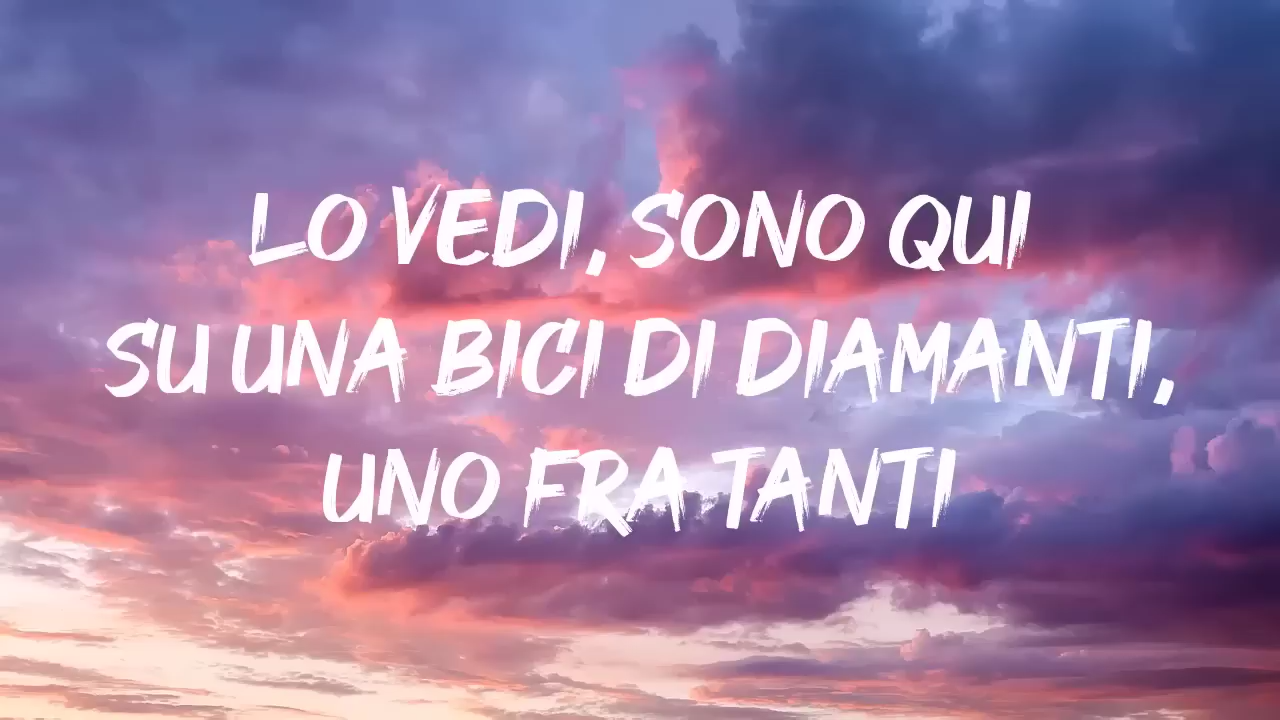 LO VEDI, SONO QUI
SU UNA BICI DI DIAMANTI,
UNO FRA TANTI